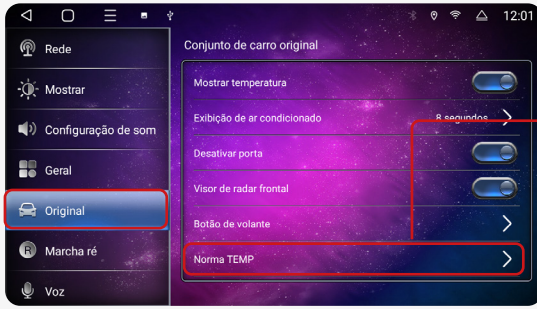 12:01
Rede
Mostrar
Configuração de som
Geral
Original
R Marcha ré
Voz
Conjunto de carro original
Mostrar temperatura
Exibição de ar condicionado 8 segundos
Desativar porta
Visor de radar frontal
Botão de volante
Norma TEMP